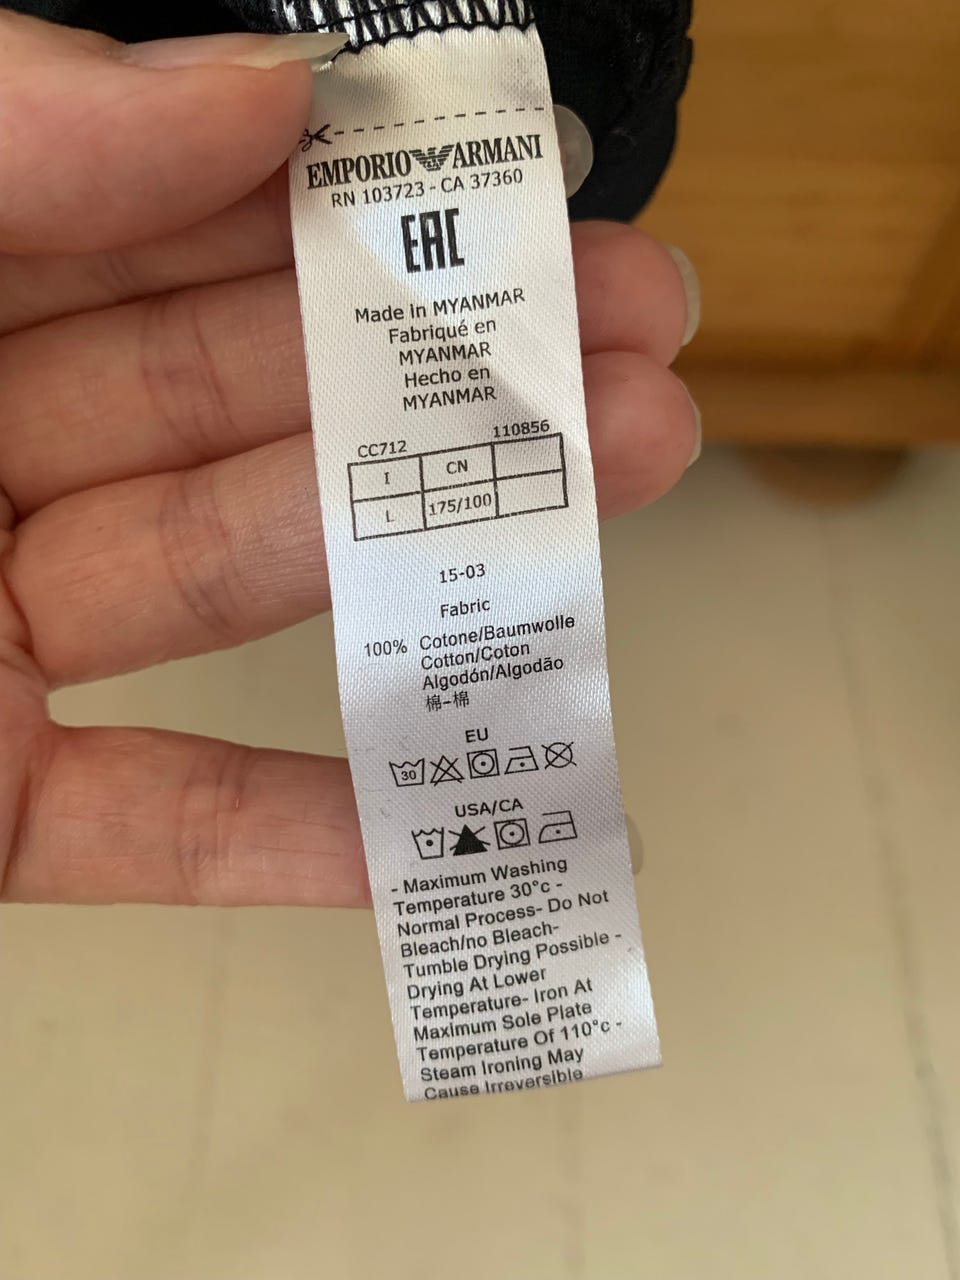 EMPORIO ARMANI
RN 103723 - CA 37360
EAC
Made In MYANMAR
Fabriqué en
MYANMAR
Hecho en
MYANMAR
CC712 110856
I CN
L 175/100
15-03
Fabric
100% Cotone/Baumwolle
Cotton/Coton
Algodón/Algodão
棉-棉
EU
30
USA/CA
- Maximum Washing
Temperature 30°c -
Normal Process- Do Not
Bleach/no Bleach-
Tumble Drying Possible -
Drying At Lower
Temperature- Iron At
Maximum Sole Plate
Temperature Of 110°c -
Steam Ironing May
Cause Irreversible